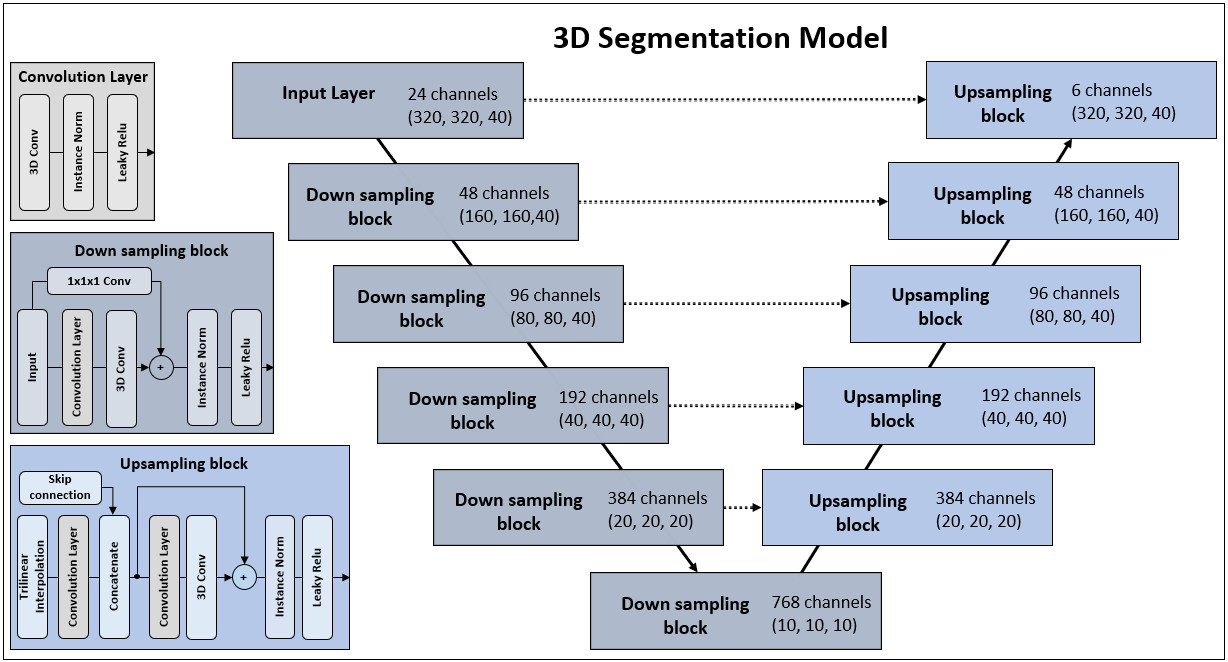 3D Segmentation Model
Convolution Layer
3D Conv
Instance Norm
Leaky Relu
Down sampling block
1x1x1 Conv
Input
Convolution Layer
3D Conv
+
Instance Norm
Leaky Relu
Upsampling block
Skip
connection
Trilinear
Interpolation
Convolution Layer
Concatenate
Convolution Layer
3D Conv
+
Instance Norm
Leaky Relu
Input Layer
24 channels
(320, 320, 40)
Upsampling
block
6 channels
(320, 320, 40)
Down sampling
block
48 channels
(160, 160,40)
Upsampling
block
48 channels
(160, 160, 40)
Down sampling
block
96 channels
(80, 80, 40)
Upsampling
block
96 channels
(80, 80, 40)
Down sampling
block
192 channels
(40, 40, 40)
Upsampling
block
192 channels
(40, 40, 40)
Down sampling
block
384 channels
(20, 20, 20)
Upsampling
block
384 channels
(20, 20, 20)
Down sampling
block
768 channels
(10, 10, 10)